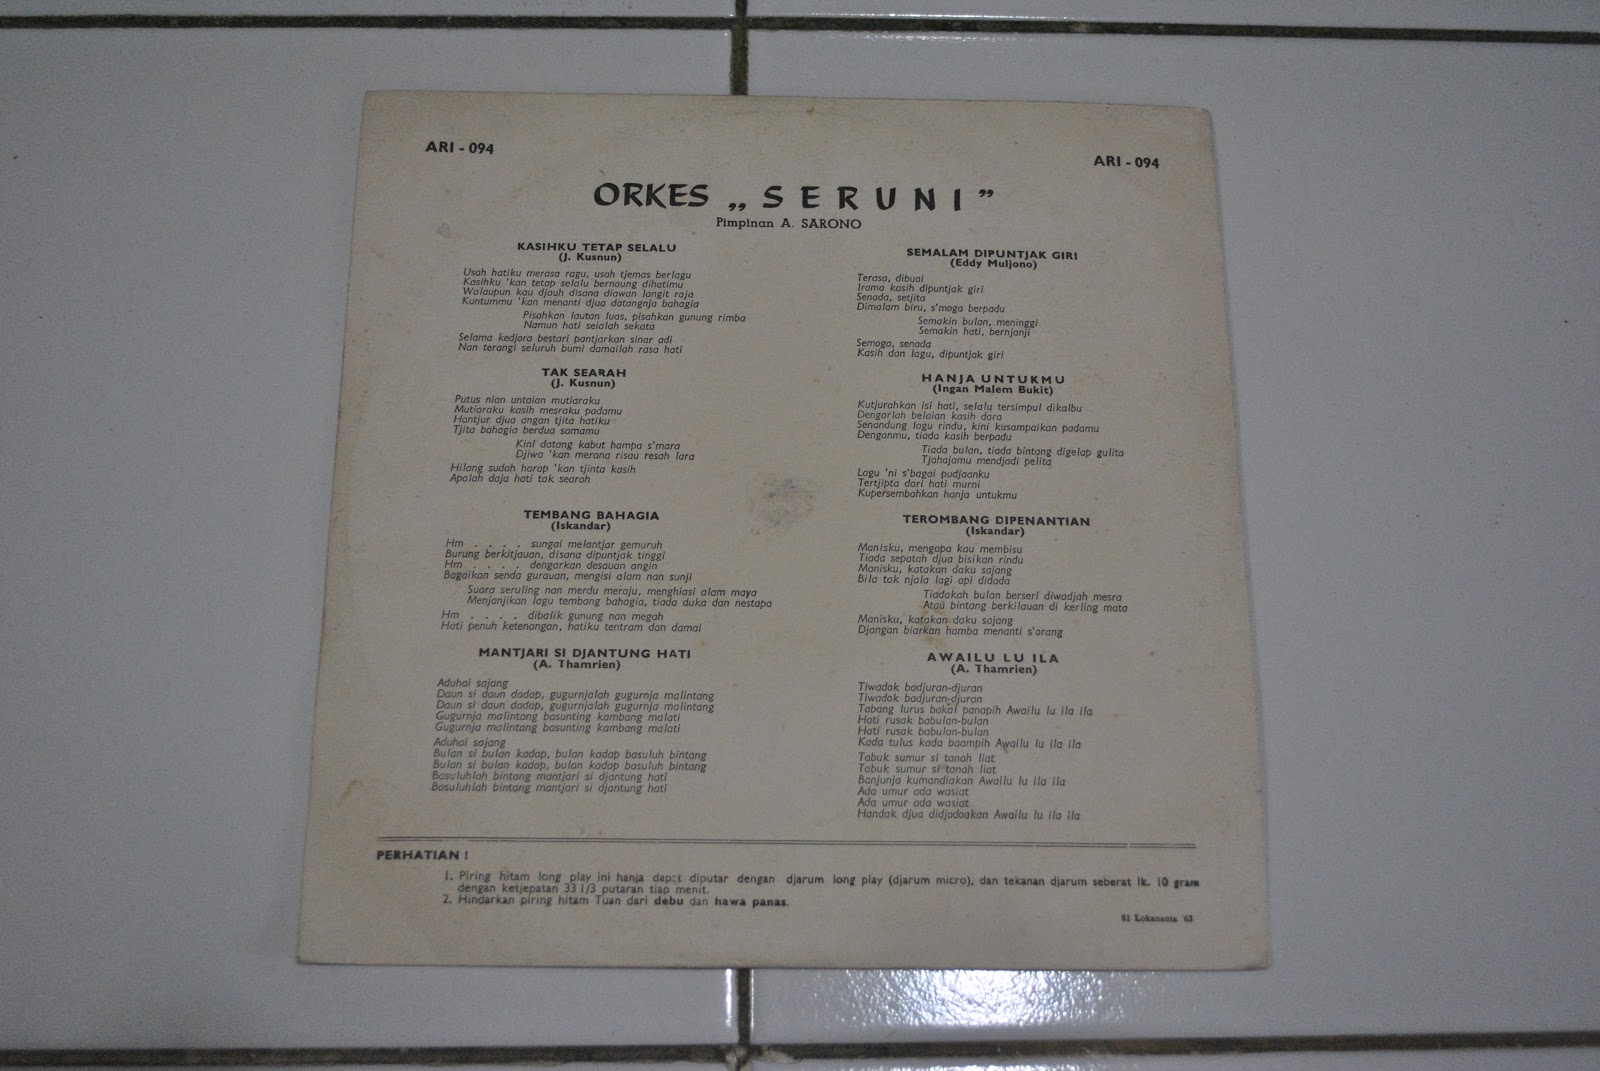 ARI - 094
ARI - 094
ORKES „SERUNI”
Pimpinan A. SARONO
KASIHKU TETAP SELALU
(J. Kusnun)
Usah hatiku merasa ragu, usah tjemas berlagu
Kasihku 'kan tetap selalu bernaung dihatimu
Walaupun kau djauh disana diawan langit raja
Kuntummu 'kan menanti djua datangnja bahagia
Pisahkan lautan luas, pisahkan gunung rimba
Namun hati seialah sekata
Selama kedjora bestari pantjarkan sinar adi
Nan terangi seluruh bumi damailah rasa hati
TAK SEARAH
(J. Kusnun)
Putus nian untaian mutiaraku
Mutiaraku kasih mesraku padamu
Hantjur djua angan tjita hatiku
Tjita bahagia berdua samamu
Kini datang kabut hampa s'mara
Djiwa 'kan merana risau resah lara
Hilang sudah harap 'kan tjinta kasih
Apalah daja hati tak searah
TEMBANG BAHAGIA
(Iskandar)
Hm . . . . sungai melantjar gemuruh
Burung berkitjauan, disana dipuntjak tinggi
Hm . . . . dengarkan desauan angin
Bagaikan senda gurauan, mengisi alam nan sunji
Suara seruling nan merdu meraju, menghiasi alam maya
Menjanjikan lagu tembang bahagia, tiada duka dan nestapa
Hm . . . . dibalik gunung nan megah
Hati penuh ketenangan, hatiku tentram dan damai
MANTJARI SI DJANTUNG HATI
(A. Thamrien)
Aduhai sajang
Daun si daun dadap, gugurnjalah gugurnja malintang
Daun si daun dadap, gugurnjalah gugurnja malintang
Gugurnja malintang basunting kambang malati
Gugurnja malintang basunting kambang malati
Aduhai sajang
Bulan si bulan kadap, bulan kadap basuluh bintang
Bulan si bulan kadap, bulan kadap basuluh bintang
Basuluhlah bintang mantjari si djantung hati
Basuluhlah bintang mantjari si djantung hati
SEMALAM DIPUNTJAK GIRI
(Eddy Muljono)
Terasa, dibuai
Irama kasih dipuntjak giri
Senada, setjita
Dimalam biru, s'moga berpadu
Semakin bulan, meninggi
Semakin hati, bernjanji
Semoga, senada
Kasih dan lagu, dipuntjak giri
HANJA UNTUKMU
(Ingan Malem Bukit)
Kutjurahkan isi hati, selalu tersimpul dikalbu
Dengarlah belaian kasih dara
Senandung lagu rindu, kini kusampaikan padamu
Denganmu, tiada kasih berpadu
Tiada bulan, tiada bintang digelap gulita
Tjahajamu mendjadi pelita
Lagu 'ni s'bagai pudjaanku
Tertjipta dari hati murni
Kupersembahkan hanja untukmu
TEROMBANG DIPENANTIAN
(Iskandar)
Manisku, mengapa kau membisu
Tiada sepatah djua bisikan rindu
Manisku, katakan daku sajang
Bila tak njala lagi api didada
Tiadakah bulan berseri diwadjah mesra
Atau bintang berkilauan di kerling mata
Manisku, katakan daku sajang
Djangan biarkan hamba menanti s'orang
AWAILU LU ILA
(A. Thamrien)
Tiwadak badjuran-djuran
Tiwadak badjuran-djuran
Tabang lurus bakal panapih Awailu lu ila ila
Hati rusak babulan-bulan
Hati rusak babulan-bulan
Kada tulus kada baampih Awailu lu ila ila
Tabuk sumur si tanah liat
Tabuk sumur si tanah liat
Banjunja kumandiakan Awailu lu ila ila
Ada umur ada wasiat
Ada umur ada wasiat
Handak djua didjodoakan Awailu lu ila ila
PERHATIAN !
1. Piring hitam long play ini hanja dapat diputar dengan djarum long play (djarum micro), dan tekanan djarum seberat lk. 10 gram
dengan ketjepatan 33 1/3 putaran tiap menit.
2. Hindarkan piring hitam Tuan dari debu dan hawa panas.
81 Lokananta '63